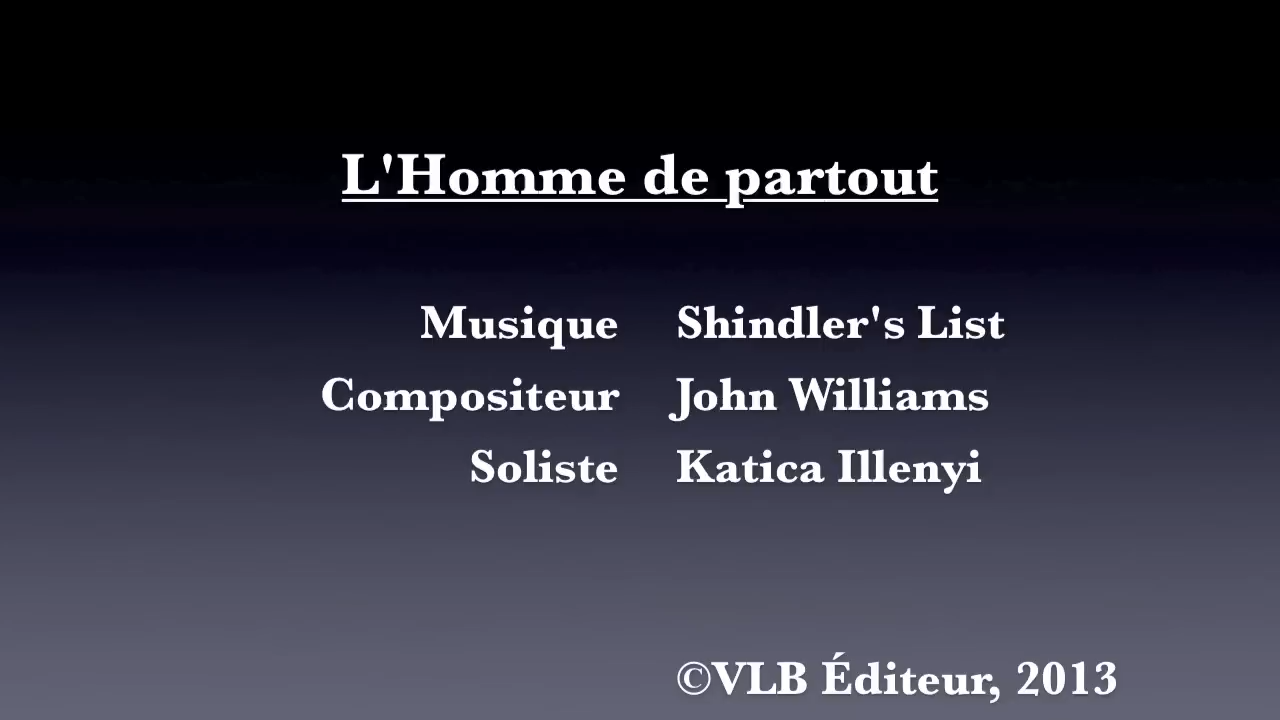 L'Homme de partout
Musique Shindler's List
Compositeur John Williams
Soliste Katica Illenyi
©VLB Éditeur, 2013